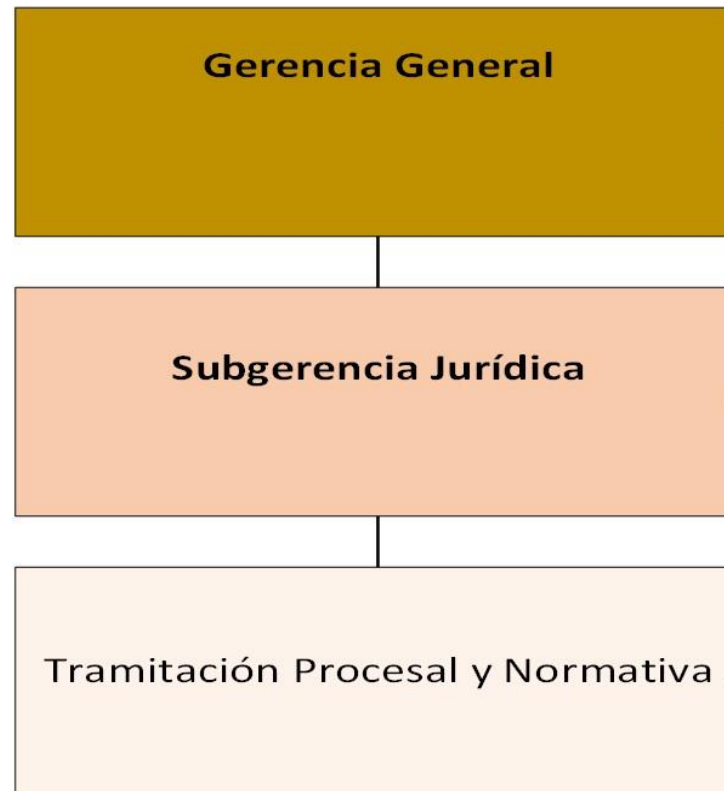 Gerencia General
Subgerencia Jurídica
Tramitación Procesal y Normativa